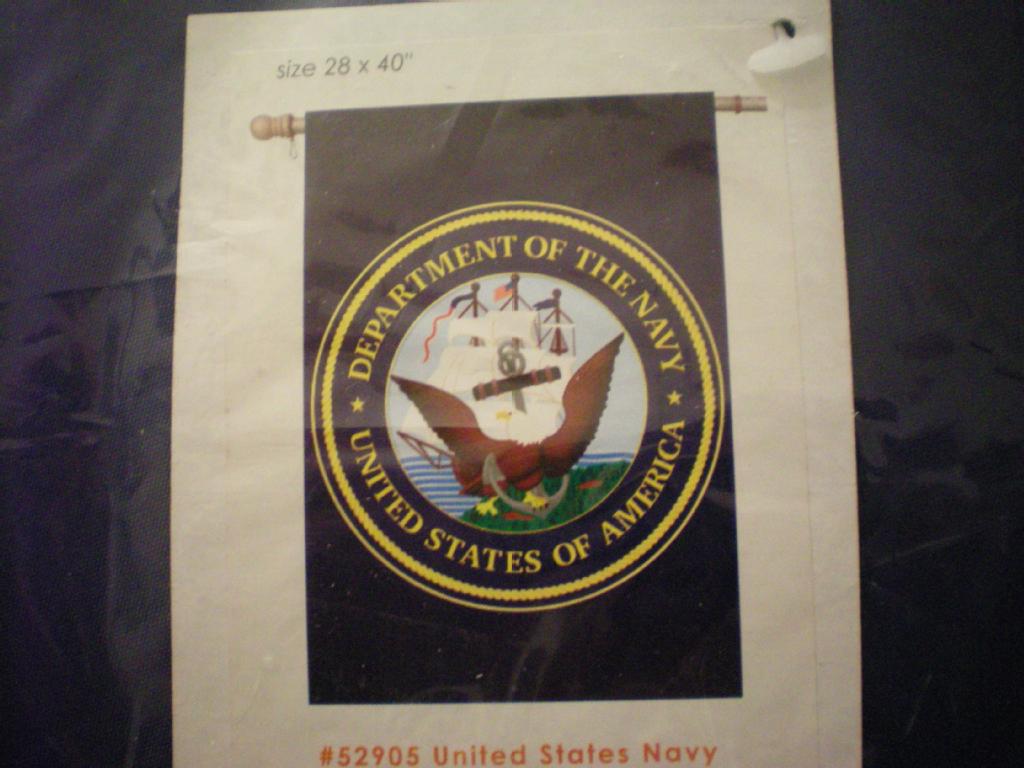 size 28 x 40"
DEPARTMENT OF THE NAVY
UNITED STATES OF AMERICA
#52905 United States Navy